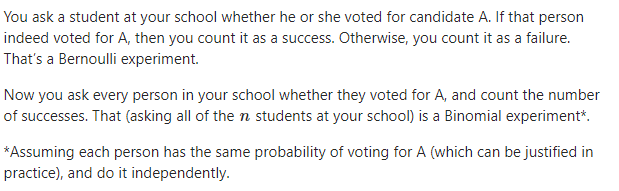 You ask a student at your school whether he or she voted for candidate A. If that person
indeed voted for A, then you count it as a success. Otherwise, you count it as a failure.
That's a Bernoulli experiment.
Now you ask every person in your school whether they voted for A, and count the number
of successes. That (asking all of the n students at your school) is a Binomial experiment*.
*Assuming each person has the same probability of voting for A (which can be justified in
practice), and do it independently.